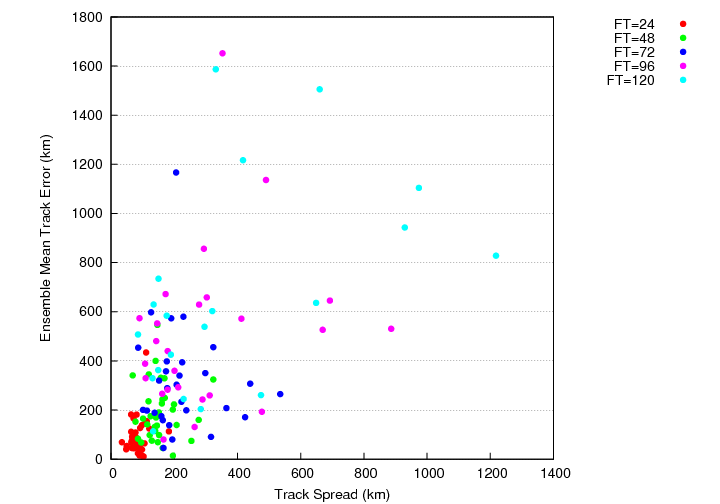 1800
1600
1400
1200
1000
800
600
400
200
0
0 200 400 600 800 1000 1200 1400
Ensemble Mean Track Error (km)
Track Spread (km)
FT=24
FT=48
FT=72
FT=96
FT=120